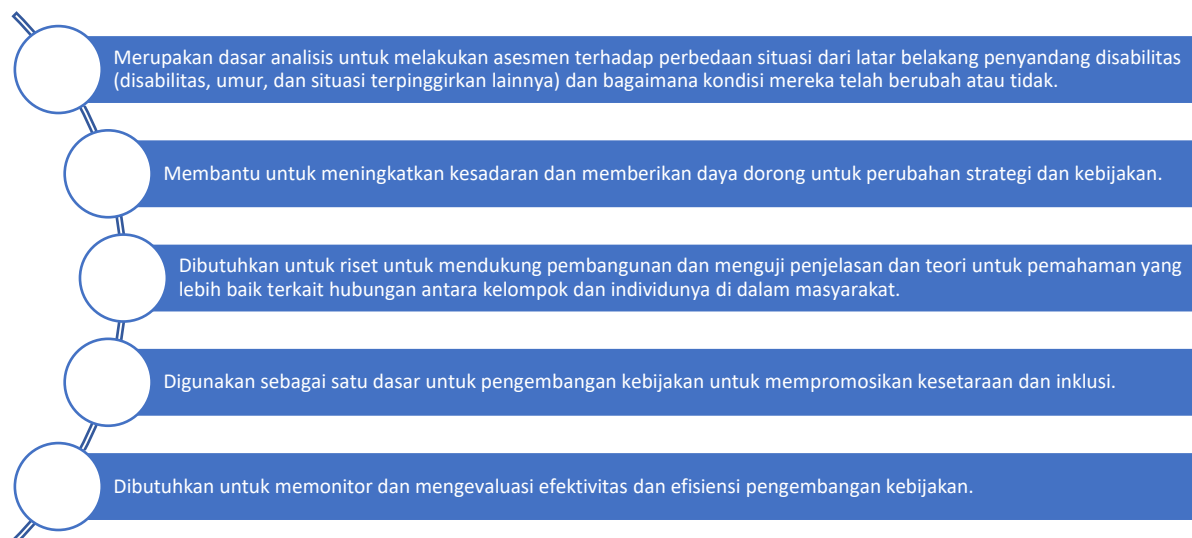 Merupakan dasar analisis untuk melakukan asesmen terhadap perbedaan situasi dari latar belakang penyandang disabilitas
(disabilitas, umur, dan situasi terpinggirkan lainnya) dan bagaimana kondisi mereka telah berubah atau tidak.
Membantu untuk meningkatkan kesadaran dan memberikan daya dorong untuk perubahan strategi dan kebijakan.
Dibutuhkan untuk riset untuk mendukung pembangunan dan menguji penjelasan dan teori untuk pemahaman yang
lebih baik terkait hubungan antara kelompok dan individunya di dalam masyarakat.
Digunakan sebagai satu dasar untuk pengembangan kebijakan untuk mempromosikan kesetaraan dan inklusi.
Dibutuhkan untuk memonitor dan mengevaluasi efektivitas dan efisiensi pengembangan kebijakan.